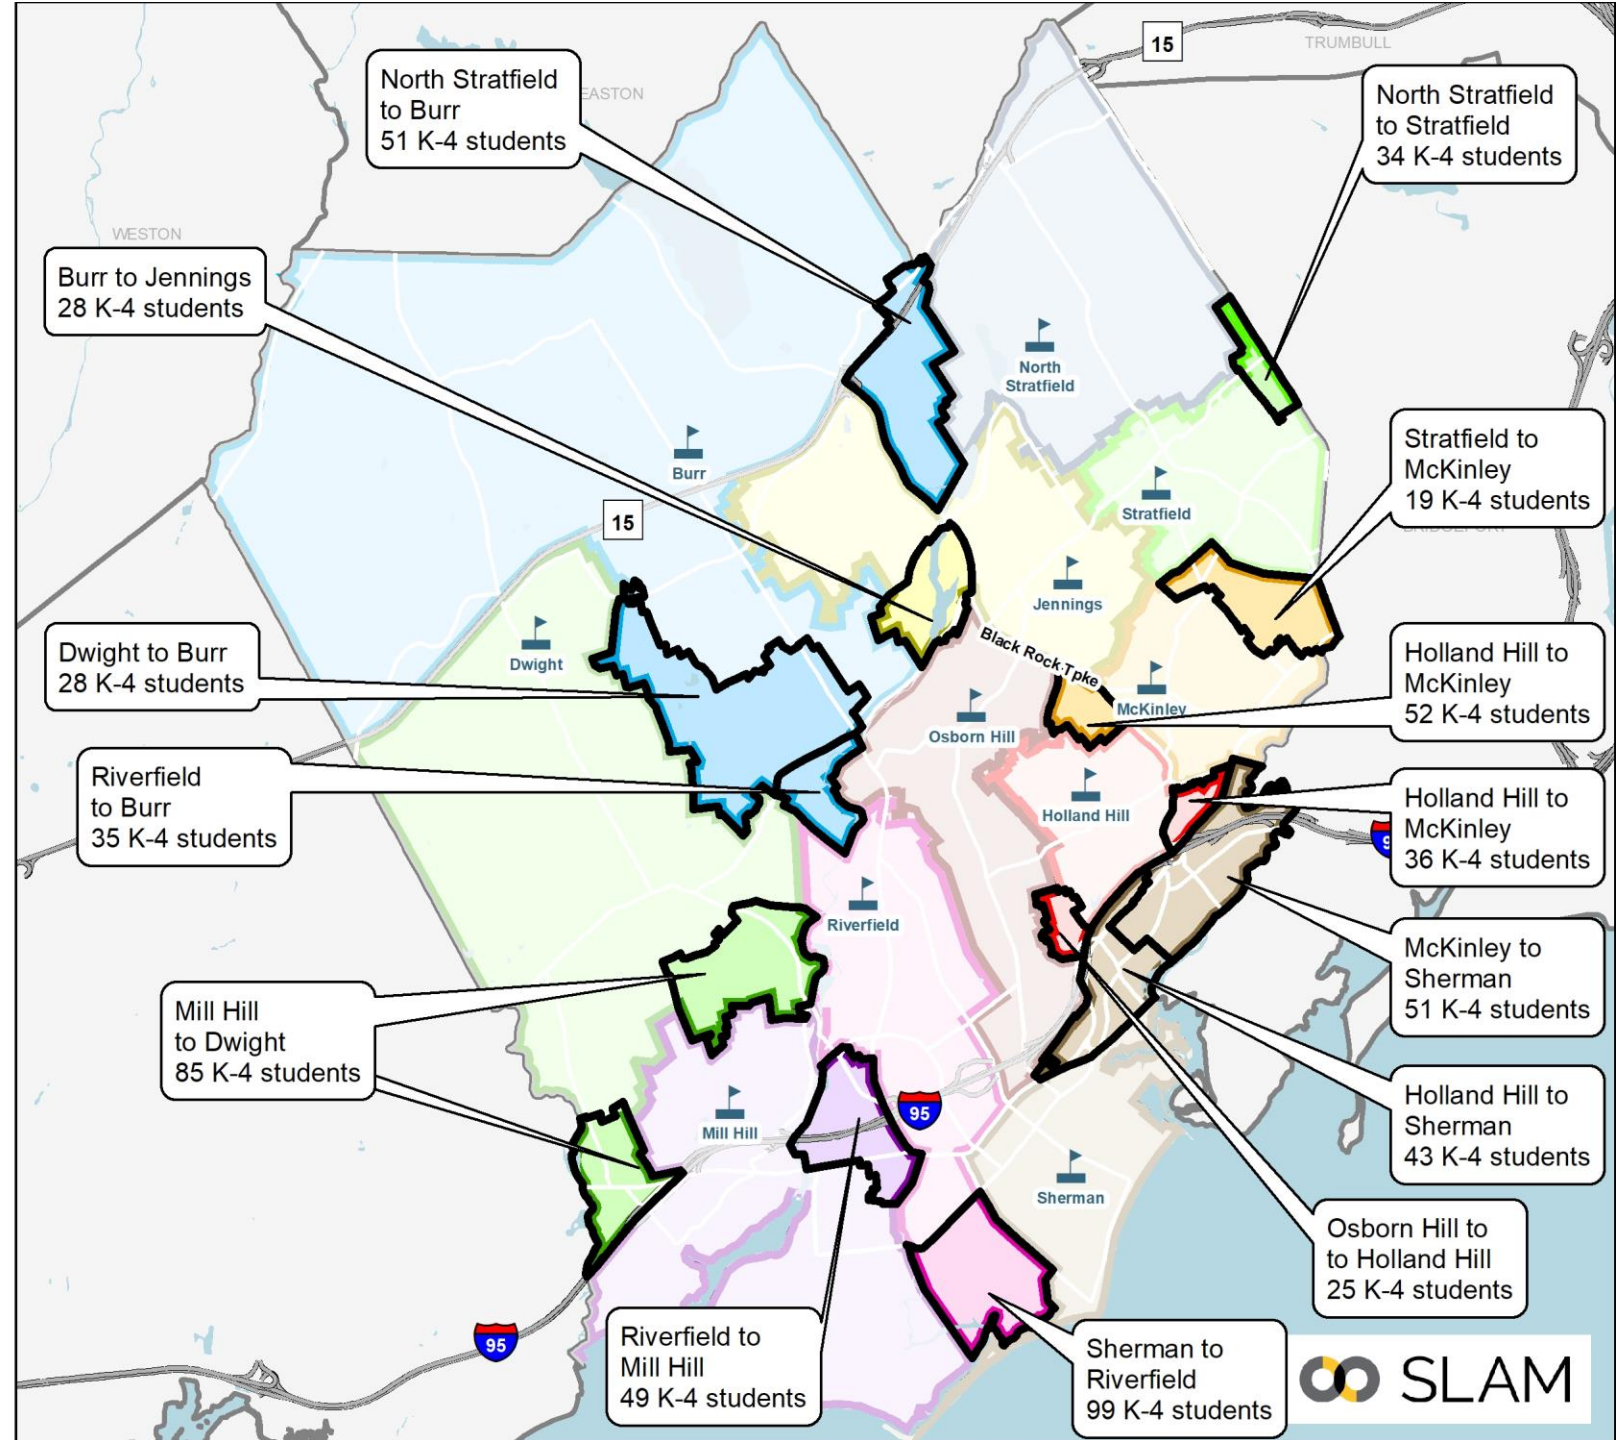 15
TRUMBULL
EASTON
North Stratfield
to Burr
51 K-4 students
North Stratfield
to Stratfield
34 K-4 students
WESTON
Burr to Jennings
28 K-4 students
North
Stratfield
Burr
Stratfield
15
Stratfield to
McKinley
19 K-4 students
Jennings
Black Rock Tpke
Dwight
Dwight to Burr
28 K-4 students
Holland Hill to
McKinley
52 K-4 students
McKinley
Osborn Hill
Riverfield
to Burr
35 K-4 students
Holland Hill
Holland Hill to
McKinley
36 K-4 students
Riverfield
McKinley to
Sherman
51 K-4 students
Mill Hill
to Dwight
85 K-4 students
95
Mill Hill
Holland Hill to
Sherman
43 K-4 students
Sherman
Osborn Hill to
to Holland Hill
25 K-4 students
95
Riverfield to
Mill Hill
49 K-4 students
Sherman to
Riverfield
99 K-4 students
SLAM